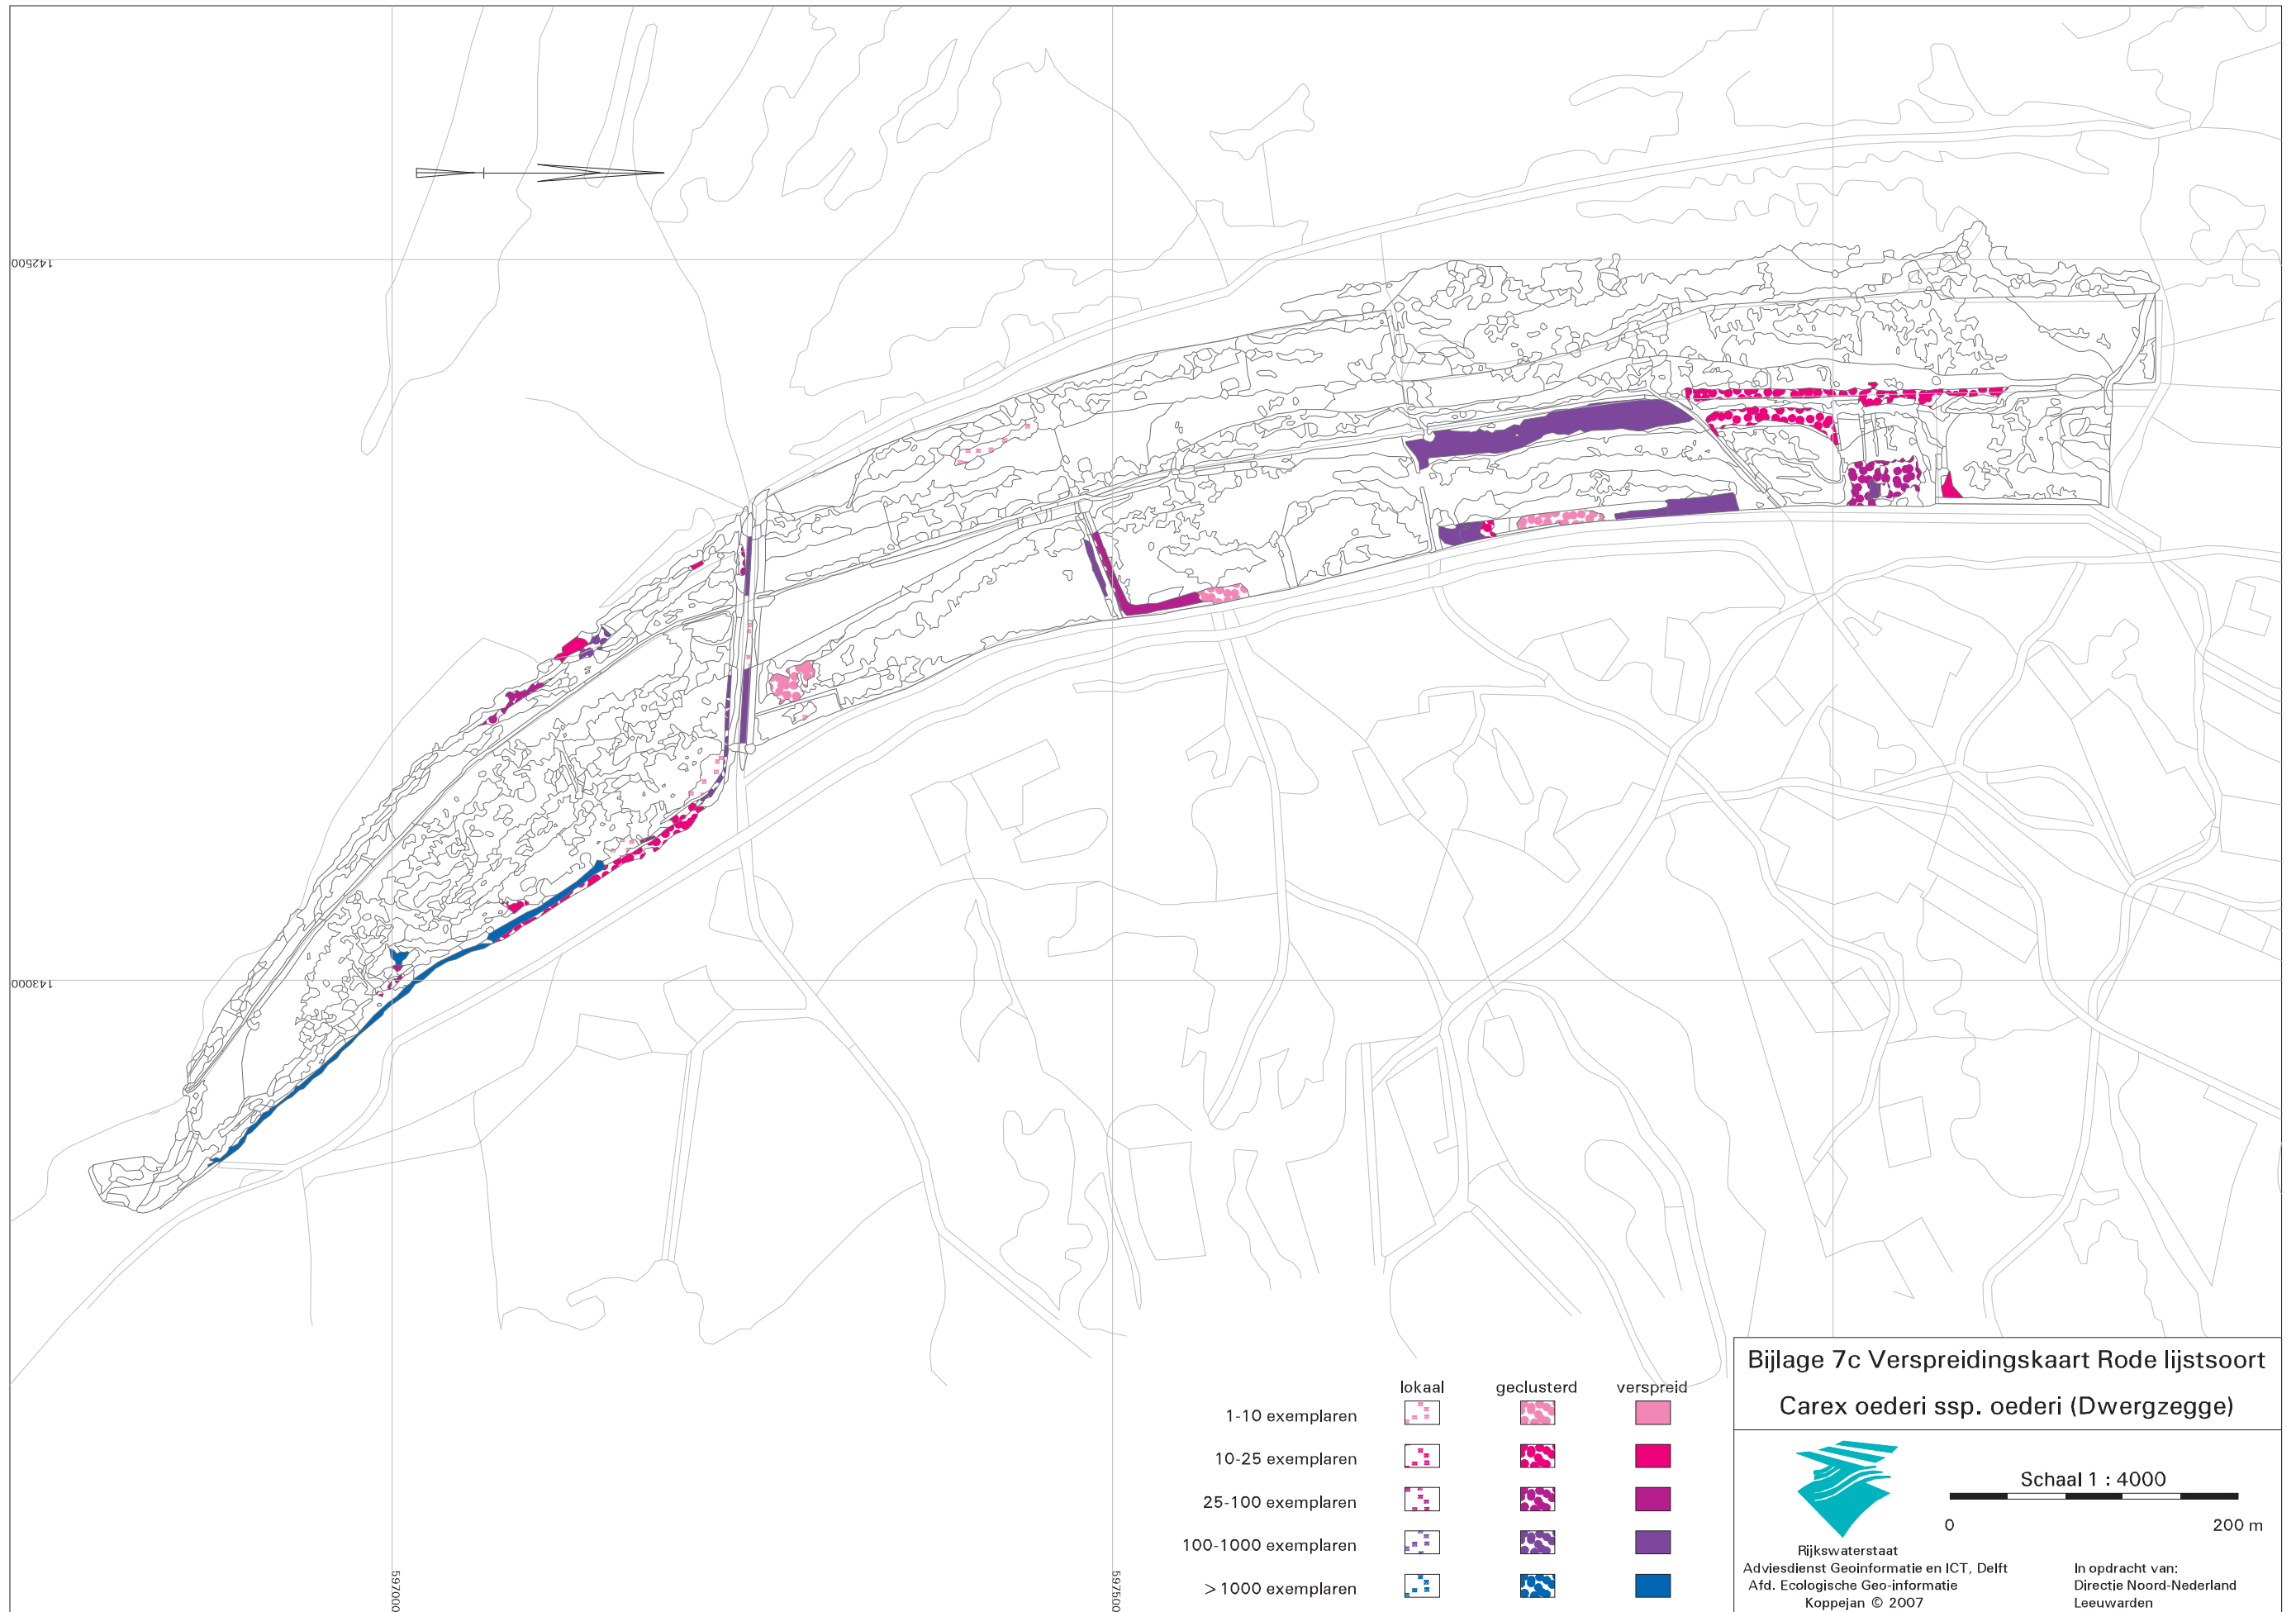 142500
143000
597000
597500
lokaal geclusterd verspreid
1-10 exemplaren
10-25 exemplaren
25-100 exemplaren
100-1000 exemplaren
> 1000 exemplaren
Bijlage 7c Verspreidingskaart Rode lijstsoort
Carex oederi ssp. oederi (Dwergzegge)
Schaal 1 : 4000
0 200 m
Rijkswaterstaat
Adviesdienst Geoinformatie en ICT, Delft
Afd. Ecologische Geo-informatie
Koppejan © 2007
In opdracht van:
Directie Noord-Nederland
Leeuwarden